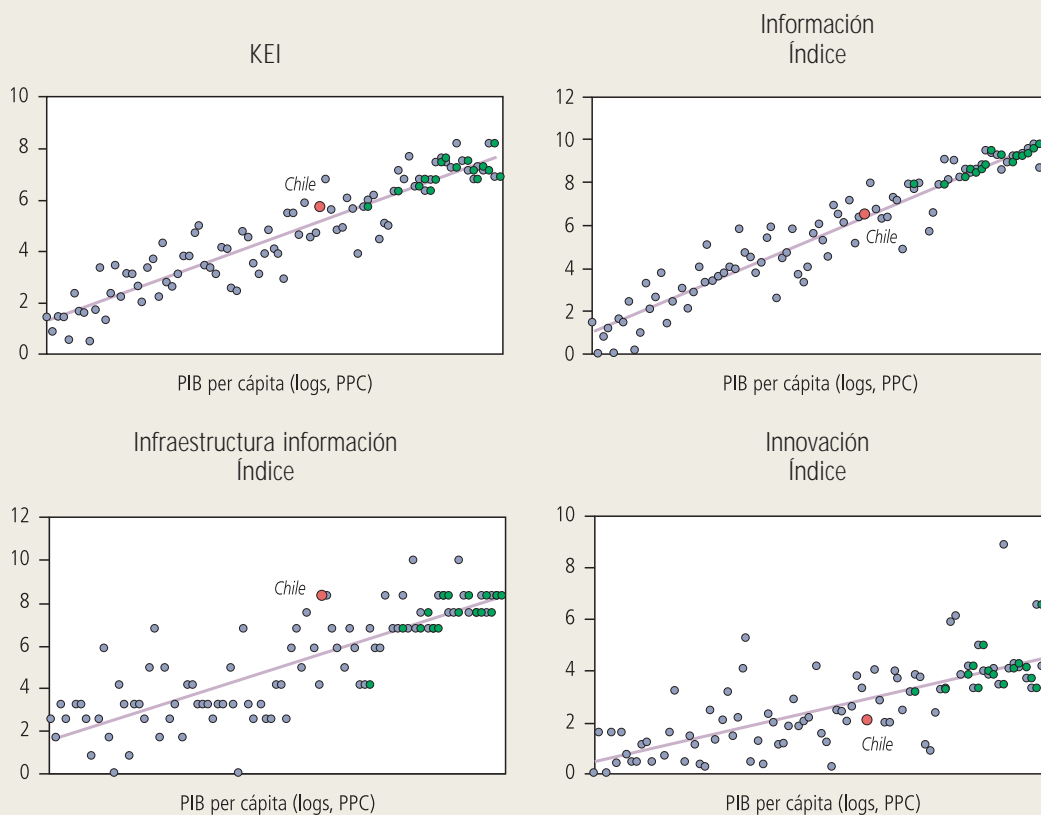 KEI
10
8
6
4
2
0
Chile
PIB per cápita (logs, PPC)
Información
Índice
12
10
8
6
4
2
0
Chile
PIB per cápita (logs, PPC)
Infraestructura información
Índice
12
10
8
6
4
2
0
Chile
PIB per cápita (logs, PPC)
Innovación
Índice
10
8
6
4
2
0
Chile
PIB per cápita (logs, PPC)